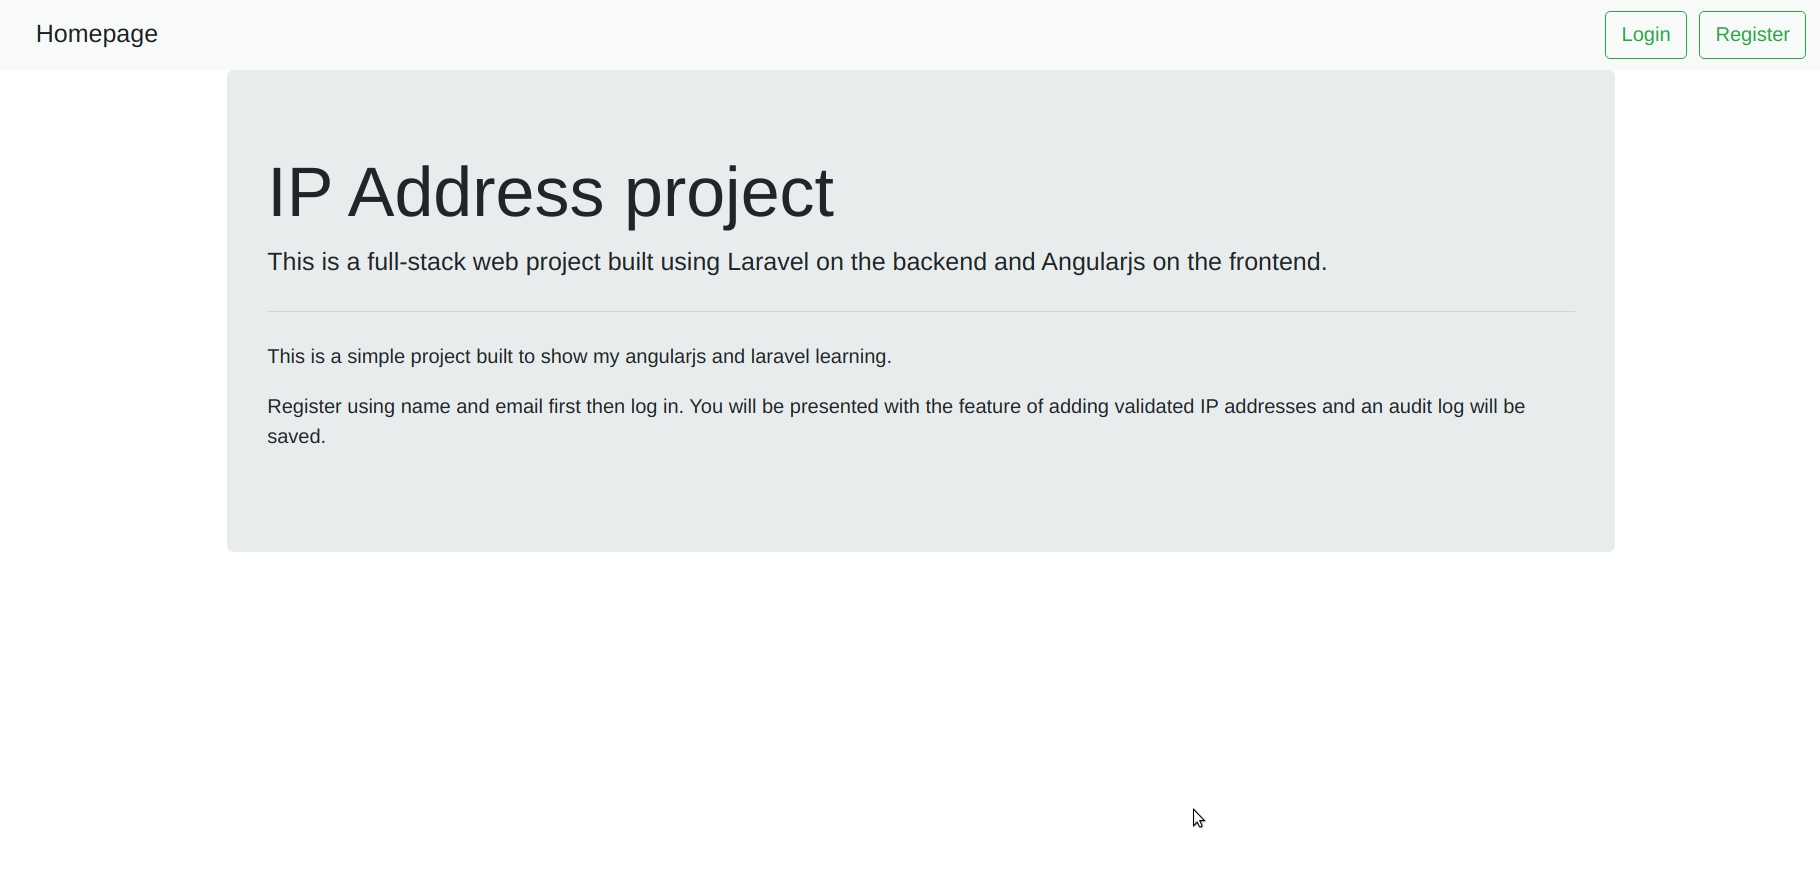 Homepage
Login
Register
IP Address project
This is a full-stack web project built using Laravel on the backend and Angularjs on the frontend.
This is a simple project built to show my angularjs and laravel learning.
Register using name and email first then log in. You will be presented with the feature of adding validated IP addresses and an audit log will be
saved.